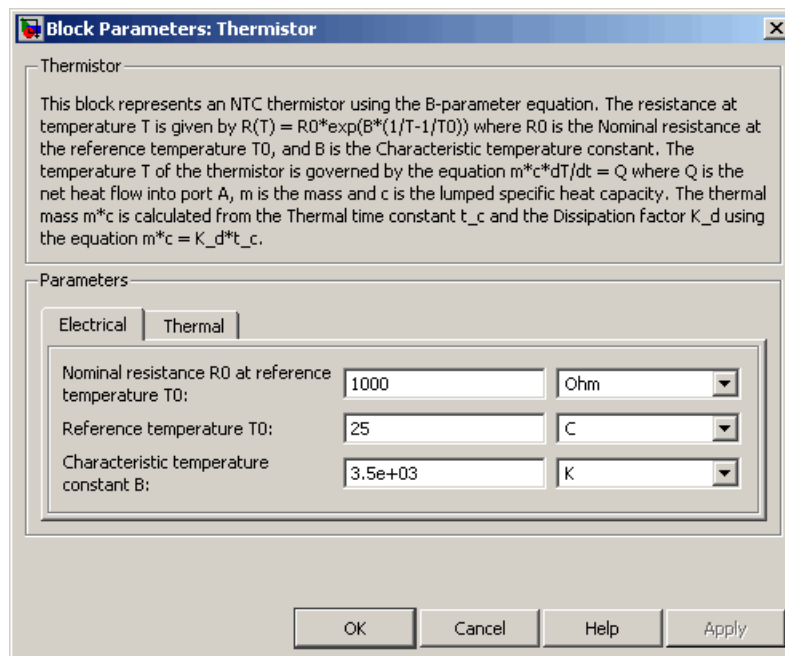 Block Parameters: Thermistor
Thermistor
This block represents an NTC thermistor using the B-parameter equation. The resistance at
temperature T is given by R(T) = R0*exp(B*(1/T-1/T0)) where R0 is the Nominal resistance at
the reference temperature T0, and B is the Characteristic temperature constant. The
temperature T of the thermistor is governed by the equation m*c*dT/dt = Q where Q is the
net heat flow into port A, m is the mass and c is the lumped specific heat capacity. The thermal
mass m*c is calculated from the Thermal time constant t_c and the Dissipation factor K_d using
the equation m*c = K_d*t_c.
Parameters
Electrical Thermal
Nominal resistance R0 at reference
temperature T0:
1000 Ohm
Reference temperature T0: 25 C
Characteristic temperature
constant B:
3.5e+03 K
OK Cancel Help Apply